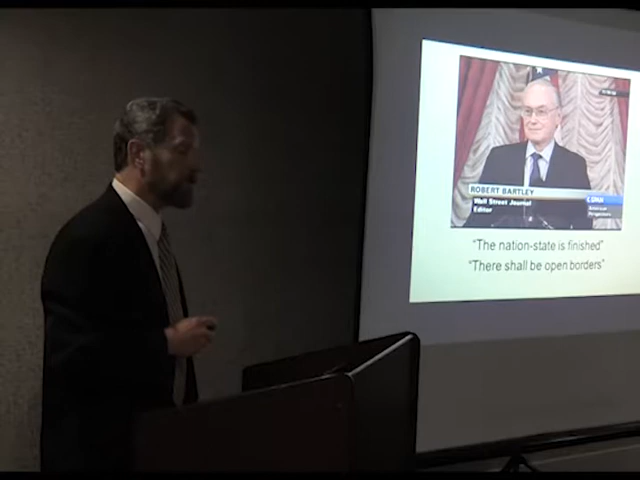 ROBERT BARTLEY
Wall Street Journal
Editor
"The nation-state is finished"
"There shall be open borders"